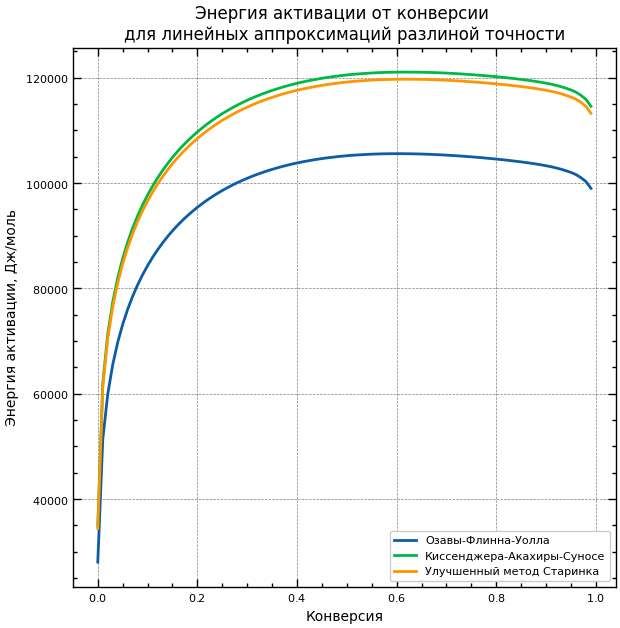 Энергия активации от конверсии
для линейных аппроксимаций разлиной точности
Энергия активации, Дж/моль
120000
100000
80000
60000
40000
0.0 0.2 0.4 0.6 0.8 1.0
Конверсия
Озавы-Флинна-Уолла
Киссенджера-Акахиры-Суносе
Улучшенный метод Старинка